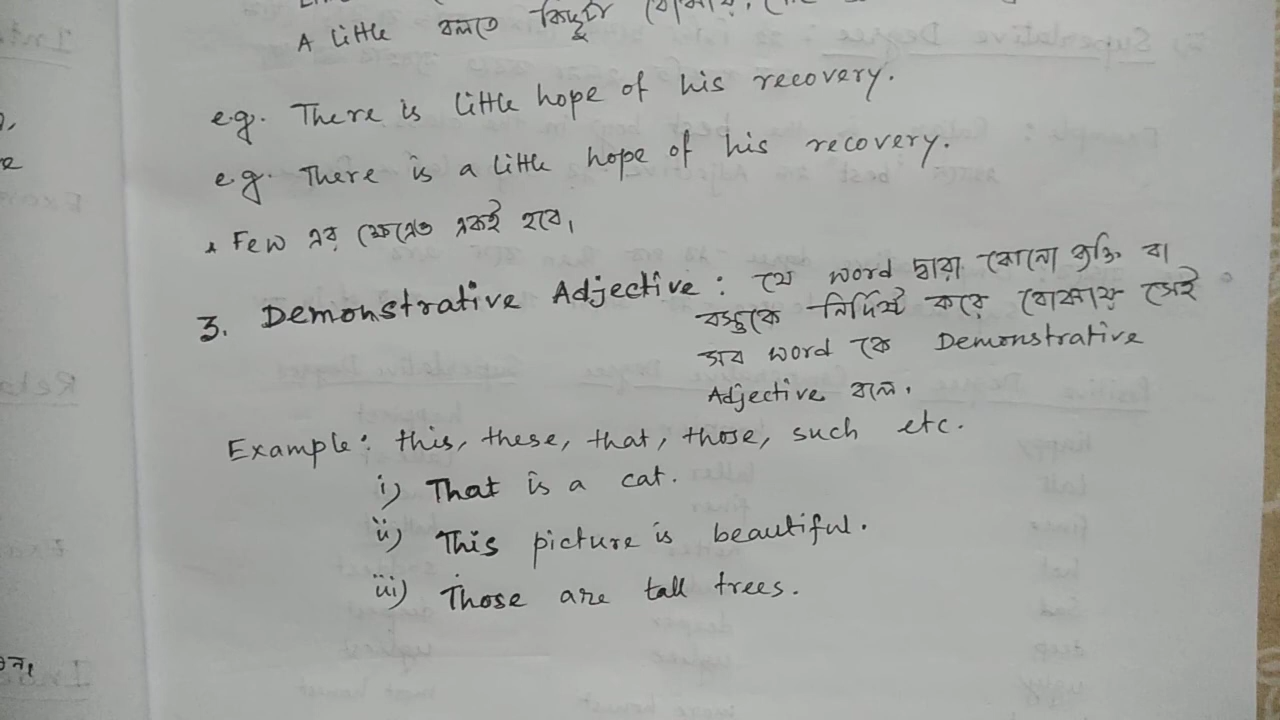 A little বলতে কিছুটা
e.g. There is little hope of his recovery.
e.g. There is a little hope of his recovery.
* Few এর ক্ষেত্রেও একই হবে।
3. Demonstrative Adjective : যে word দ্বারা কোনো ব্যক্তি বা
বস্তুকে নির্দিষ্ট করে বোঝায় সেই
সব word কে Demonstrative
Adjective বলে.
Example: this, these, that, those, such etc.
i) That is a cat.
ii) This picture is beautiful.
iii) Those are tall trees.